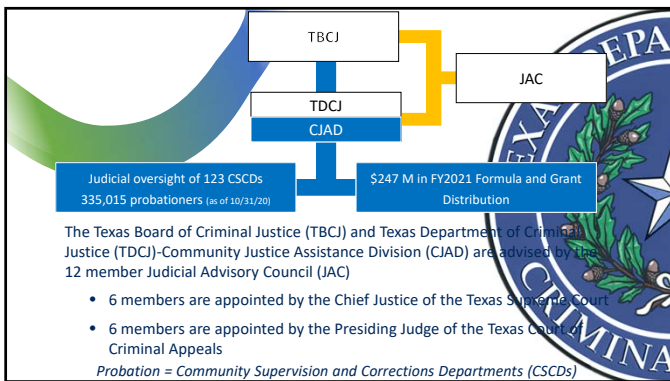 TBCJ
JAC
TDCJ
CJAD
Judicial oversight of 123 CSCDs
335,015 probationers (as of 10/31/20)
$247 M in FY2021 Formula and Grant
Distribution
The Texas Board of Criminal Justice (TBCJ) and Texas Department of Criminal
Justice (TDCJ)-Community Justice Assistance Division (CJAD) are advised by the
12 member Judicial Advisory Council (JAC)
• 6 members are appointed by the Chief Justice of the Texas Supreme Court
• 6 members are appointed by the Presiding Judge of the Texas Court of
Criminal Appeals
Probation = Community Supervision and Corrections Departments (CSCDs)